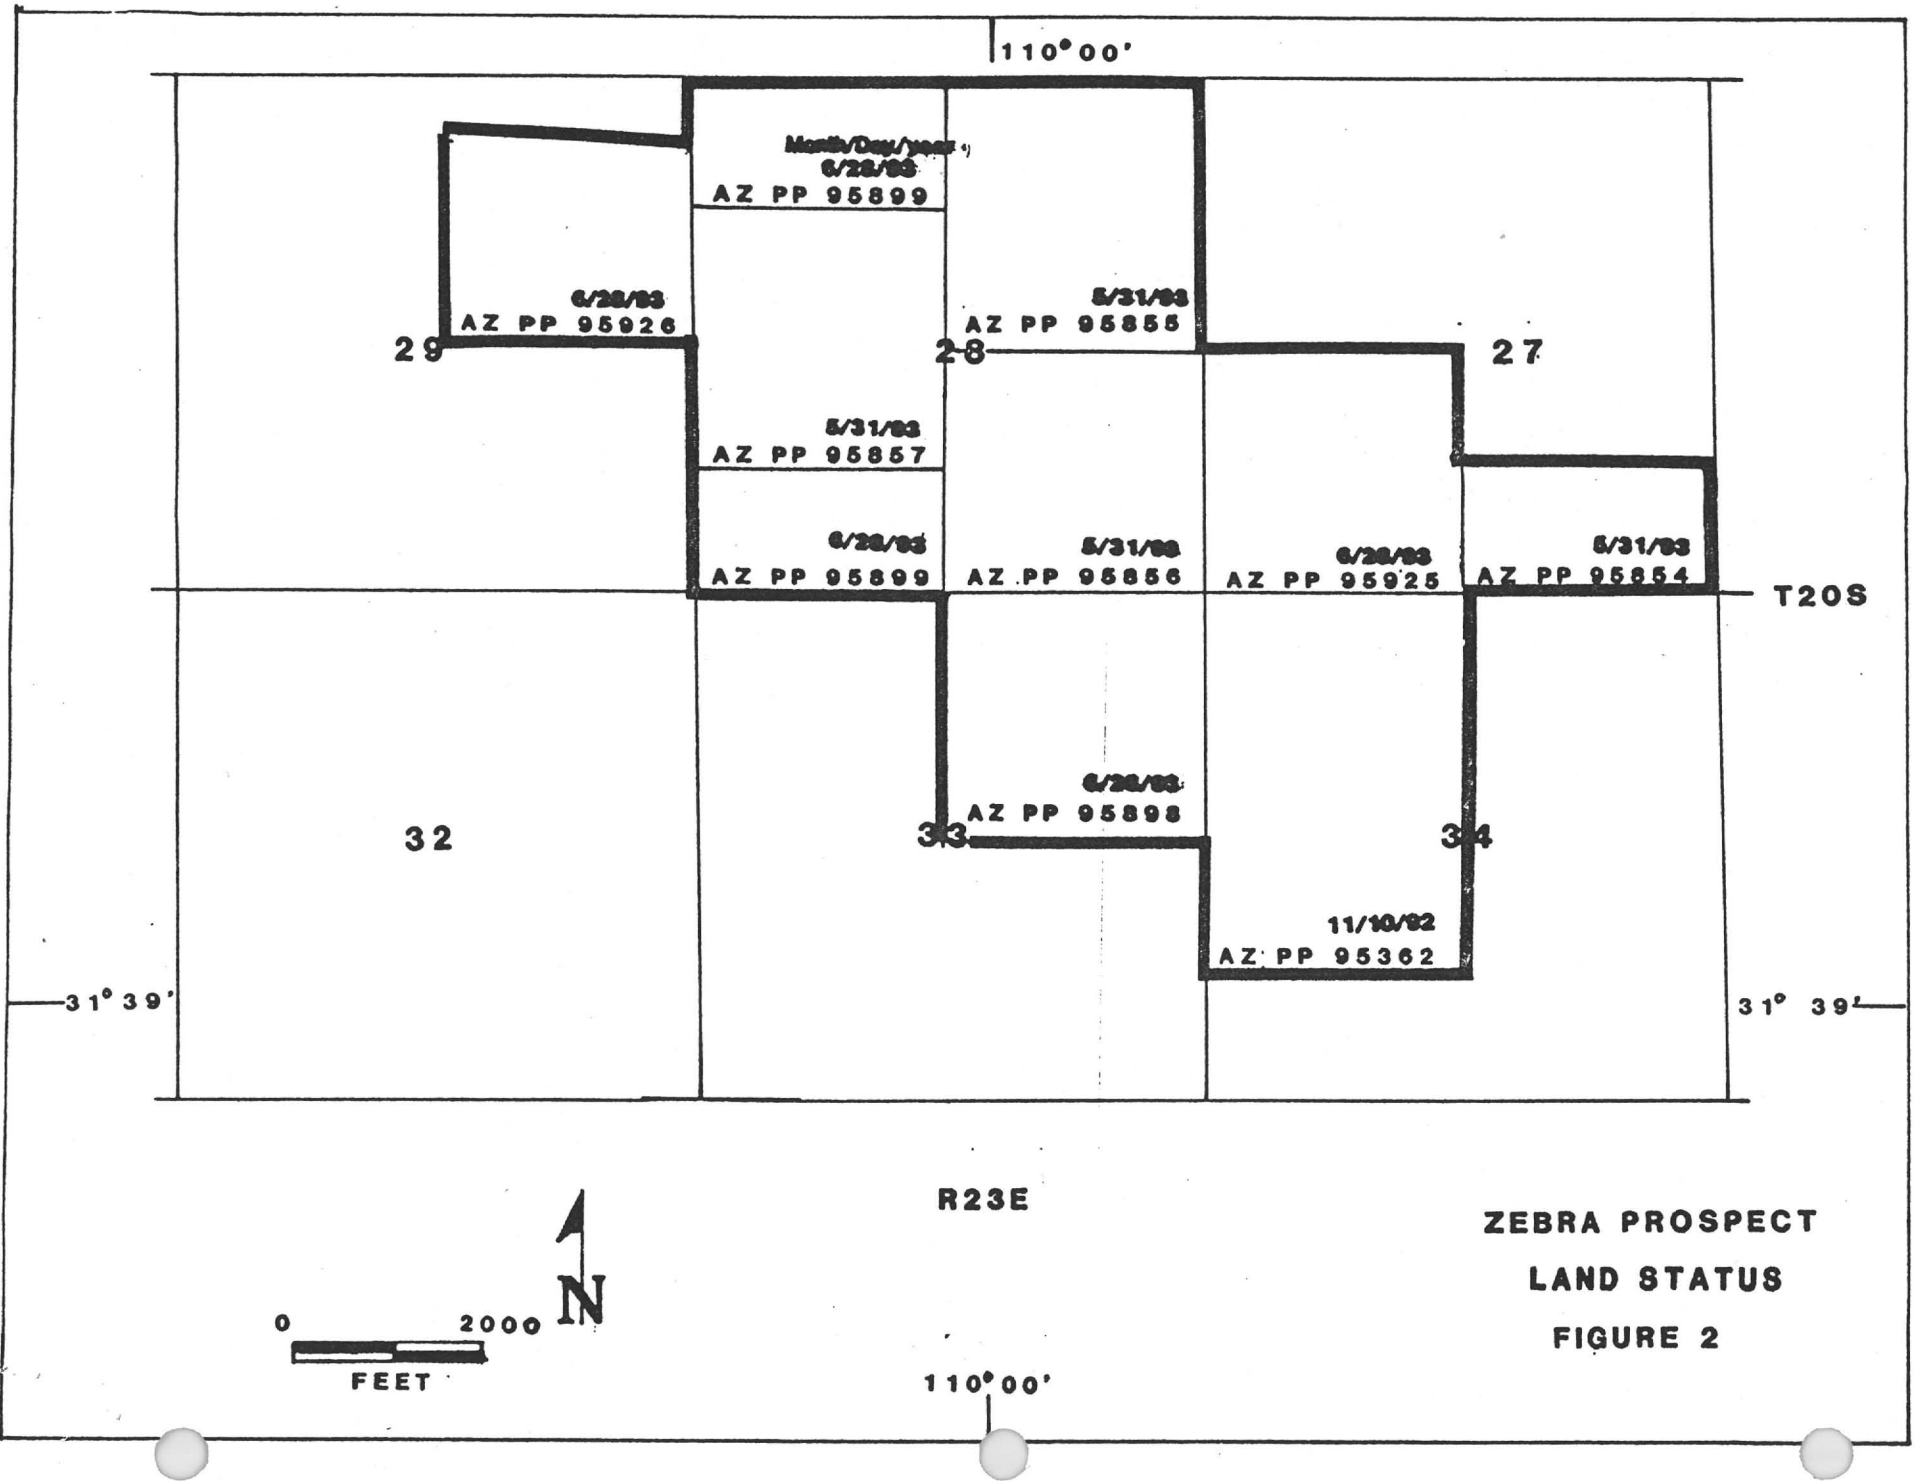 110° 00'
Month/Day/year
6/28/93
AZ PP 95899
6/28/93
AZ PP 95926
5/31/93
AZ PP 95855
29
28
27
5/31/93
AZ PP 95857
6/28/93
AZ PP 95899
5/31/93
AZ PP 95856
6/28/93
AZ PP 95925
5/31/93
AZ PP 95854
T20S
6/28/93
AZ PP 95898
32
33
34
11/10/92
AZ PP 95362
31° 39'
31° 39'
R23E
ZEBRA PROSPECT
LAND STATUS
FIGURE 2
N
0 2000
FEET
110° 00'